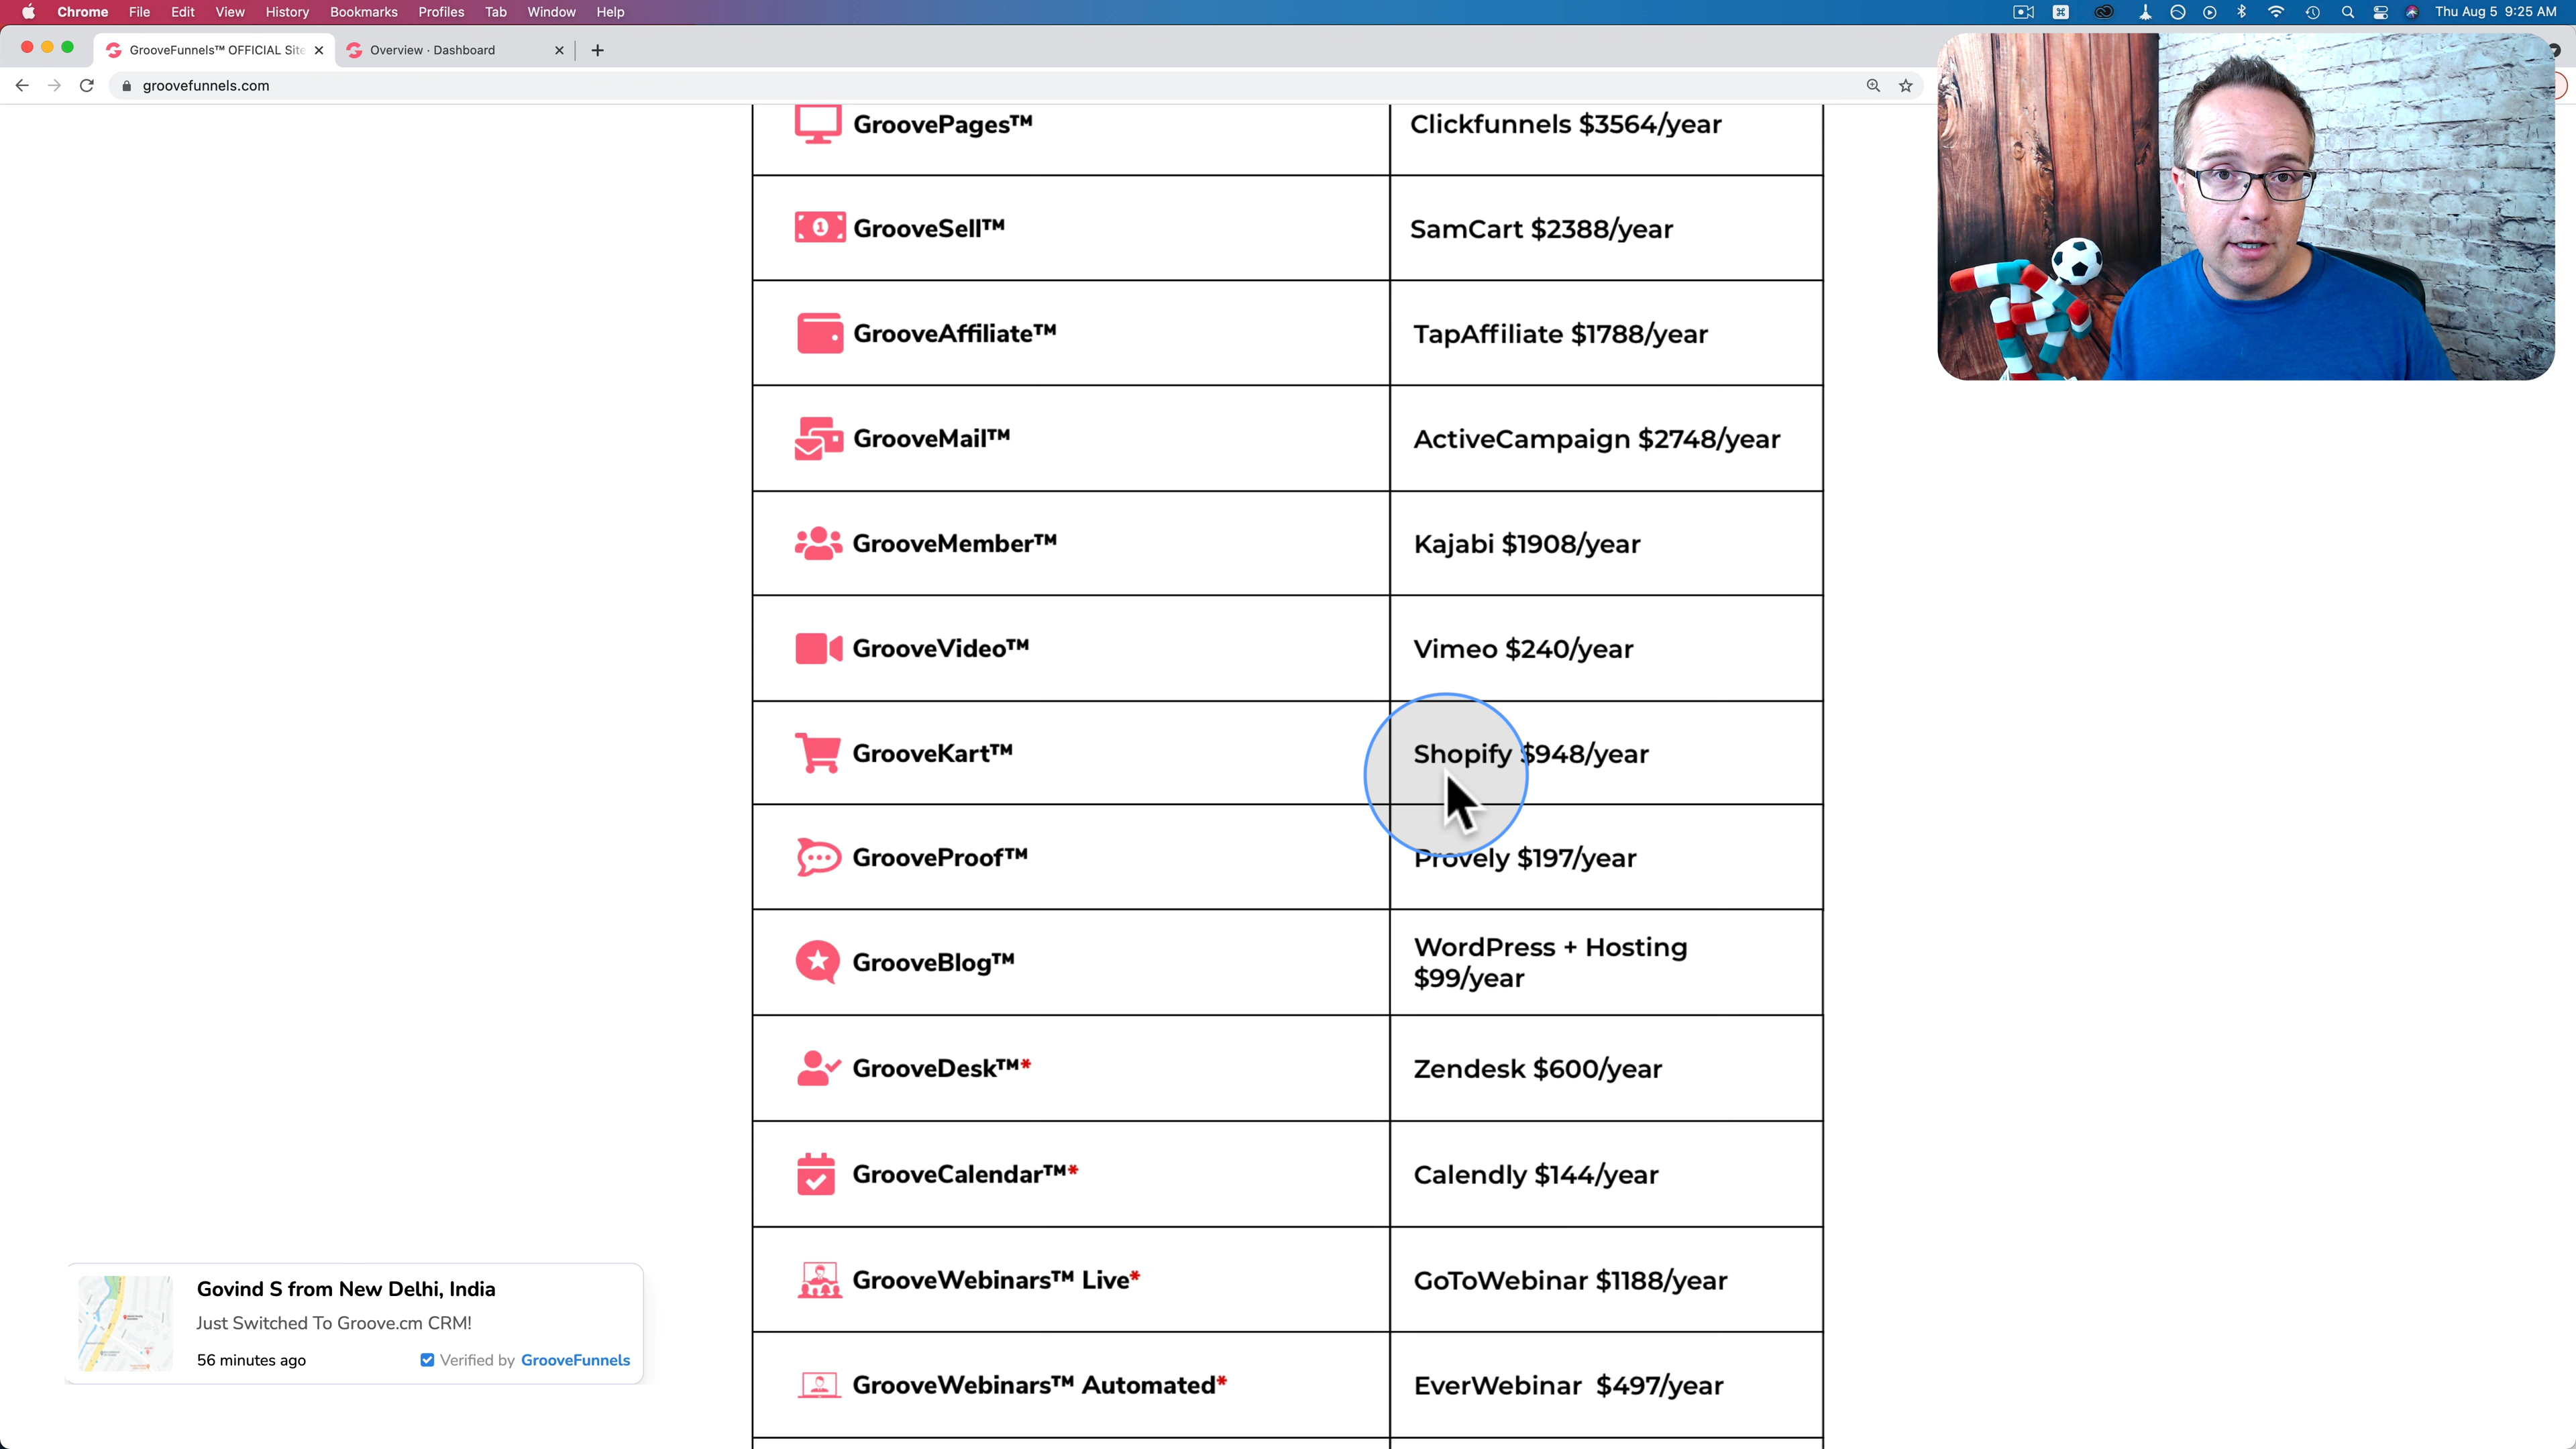 Chrome File Edit View History Bookmarks Profiles Tab Window Help Thu Aug 5 9:25 AM
GrooveFunnels™ OFFICIAL Site Overview · Dashboard
groovefunnels.com
GroovePages™ Clickfunnels $3564/year
GrooveSell™ SamCart $2388/year
GrooveAffiliate™ TapAffiliate $1788/year
GrooveMail™ ActiveCampaign $2748/year
GrooveMember™ Kajabi $1908/year
GrooveVideo™ Vimeo $240/year
GrooveKart™ Shopify $948/year
GrooveProof™ Provely $197/year
GrooveBlog™ WordPress + Hosting
$99/year
GrooveDesk™* Zendesk $600/year
GrooveCalendar™* Calendly $144/year
GrooveWebinars™ Live* GoToWebinar $1188/year
GrooveWebinars™ Automated* EverWebinar $497/year
Govind S from New Delhi, India
Just Switched To Groove.cm CRM!
56 minutes ago Verified by GrooveFunnels